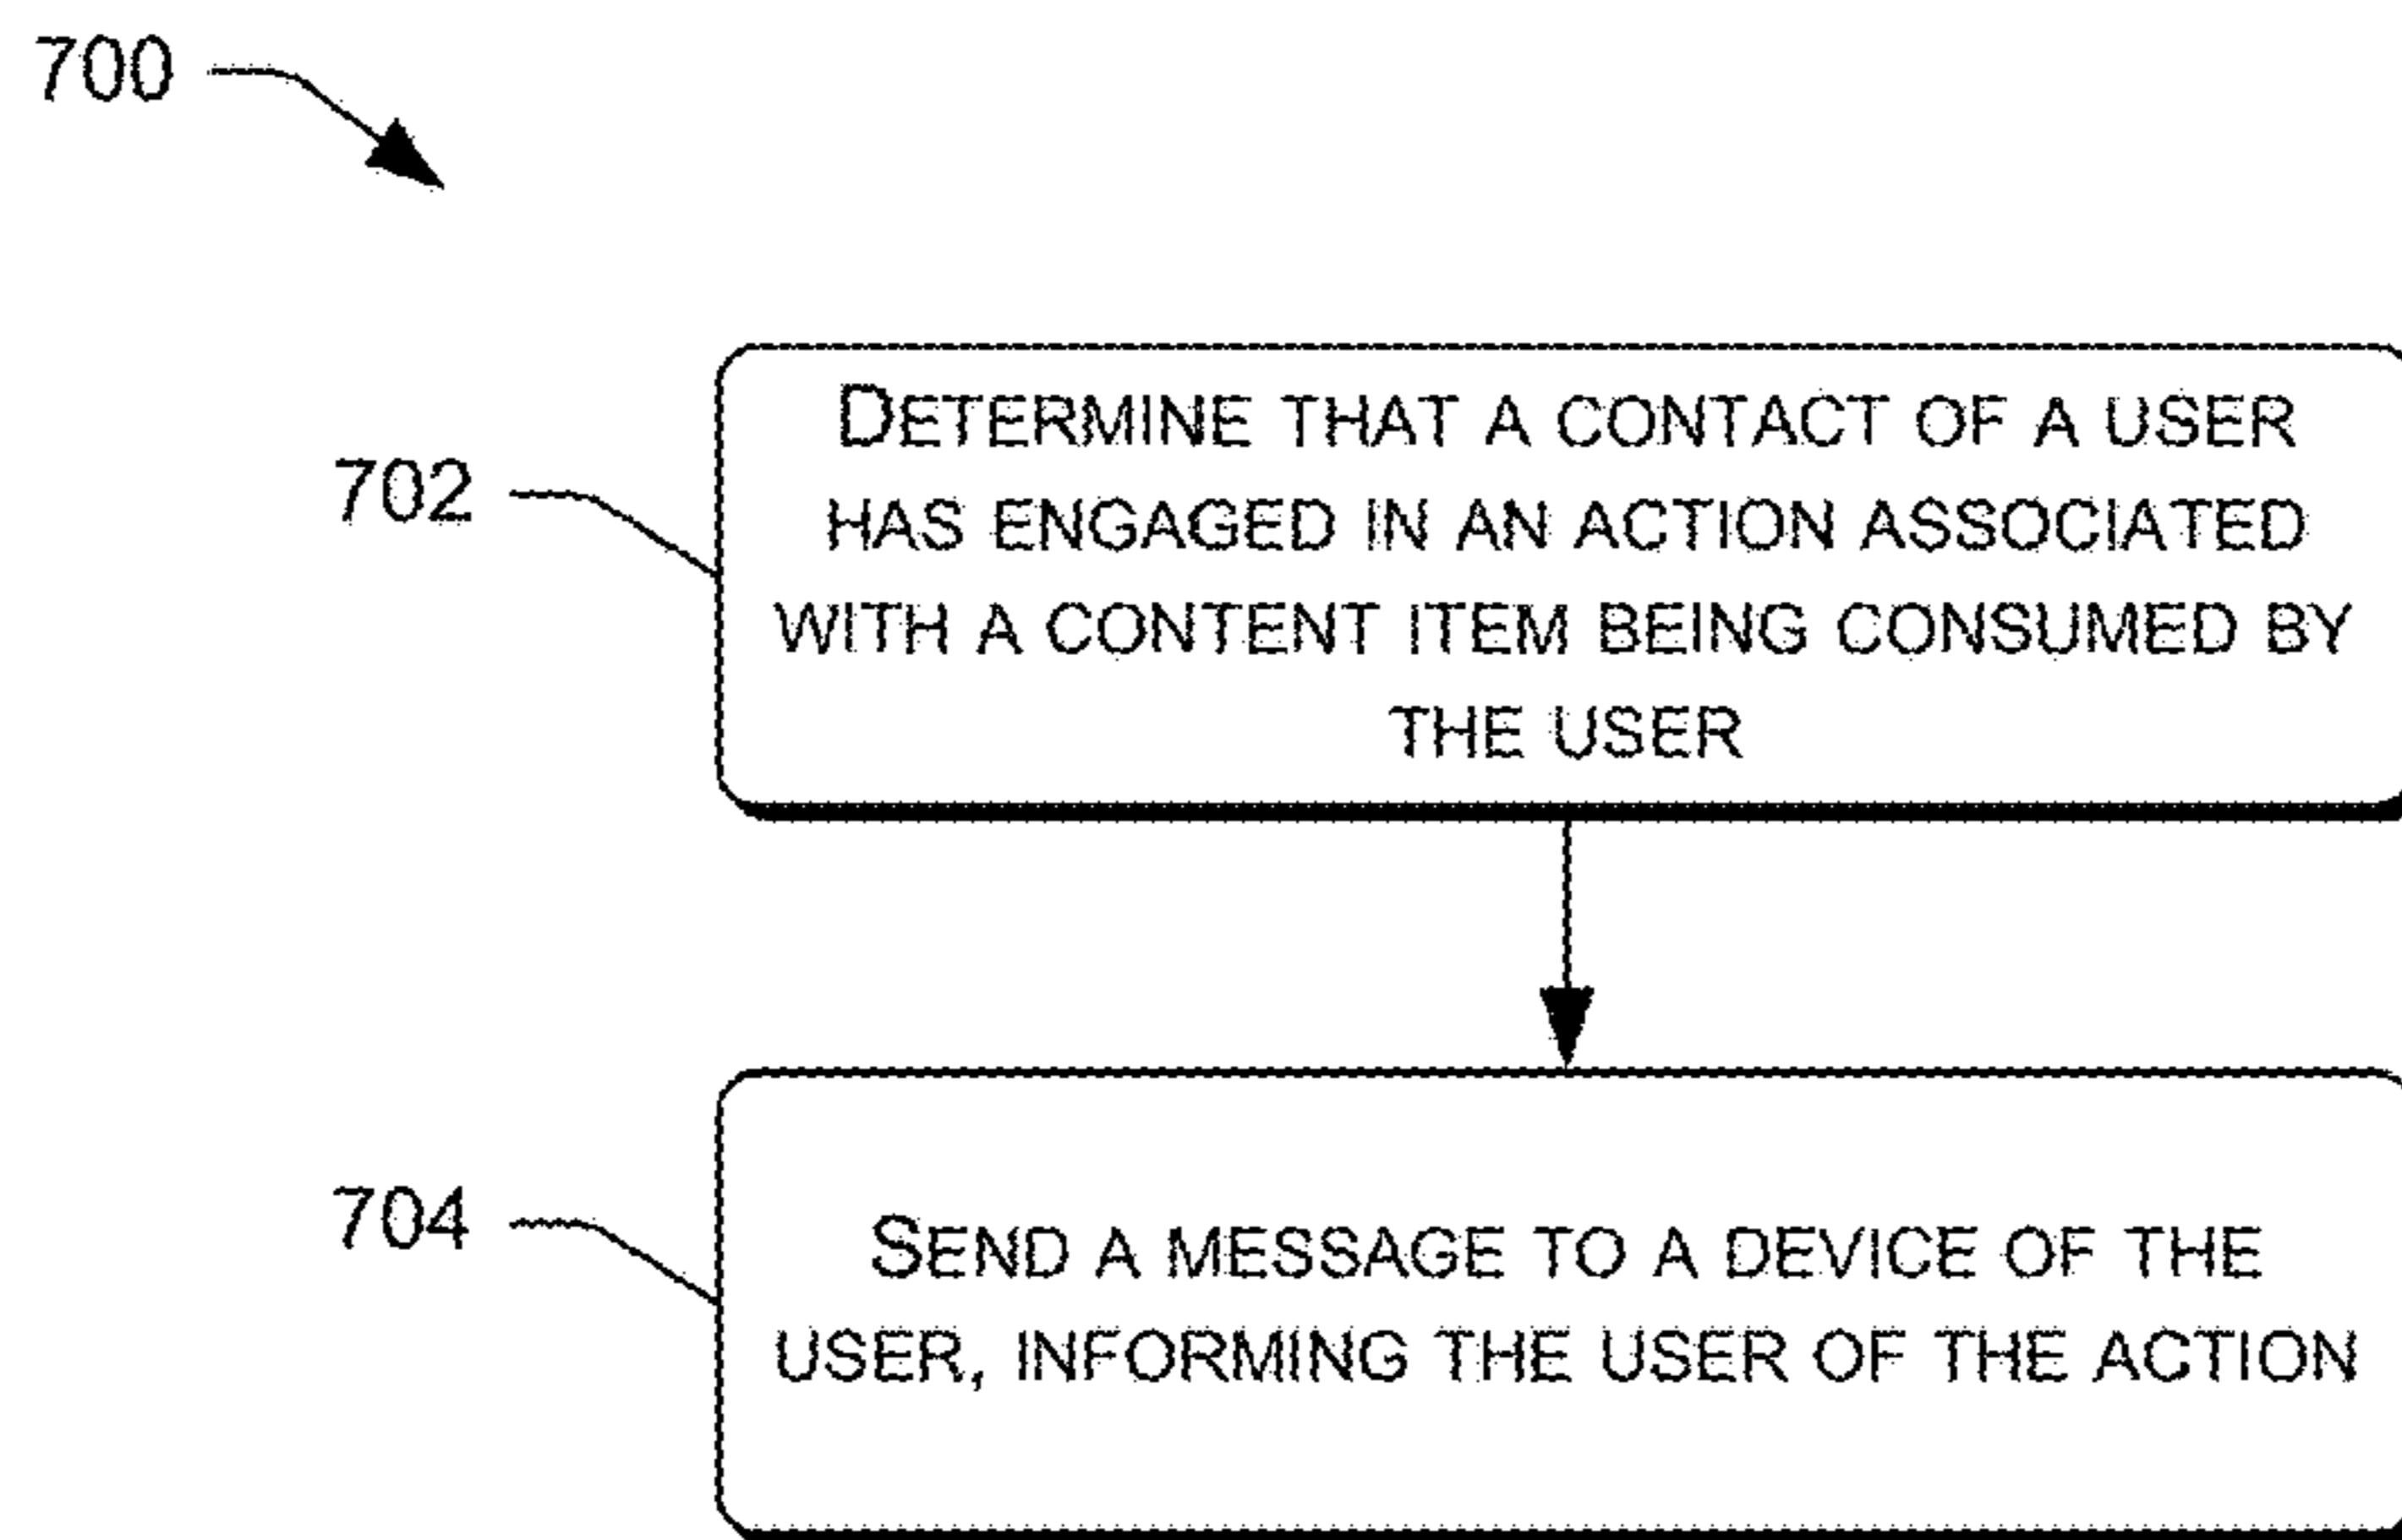 700
702
DETERMINE THAT A CONTACT OF A USER
HAS ENGAGED IN AN ACTION ASSOCIATED
WITH A CONTENT ITEM BEING CONSUMED BY
THE USER
704
SEND A MESSAGE TO A DEVICE OF THE
USER, INFORMING THE USER OF THE ACTION